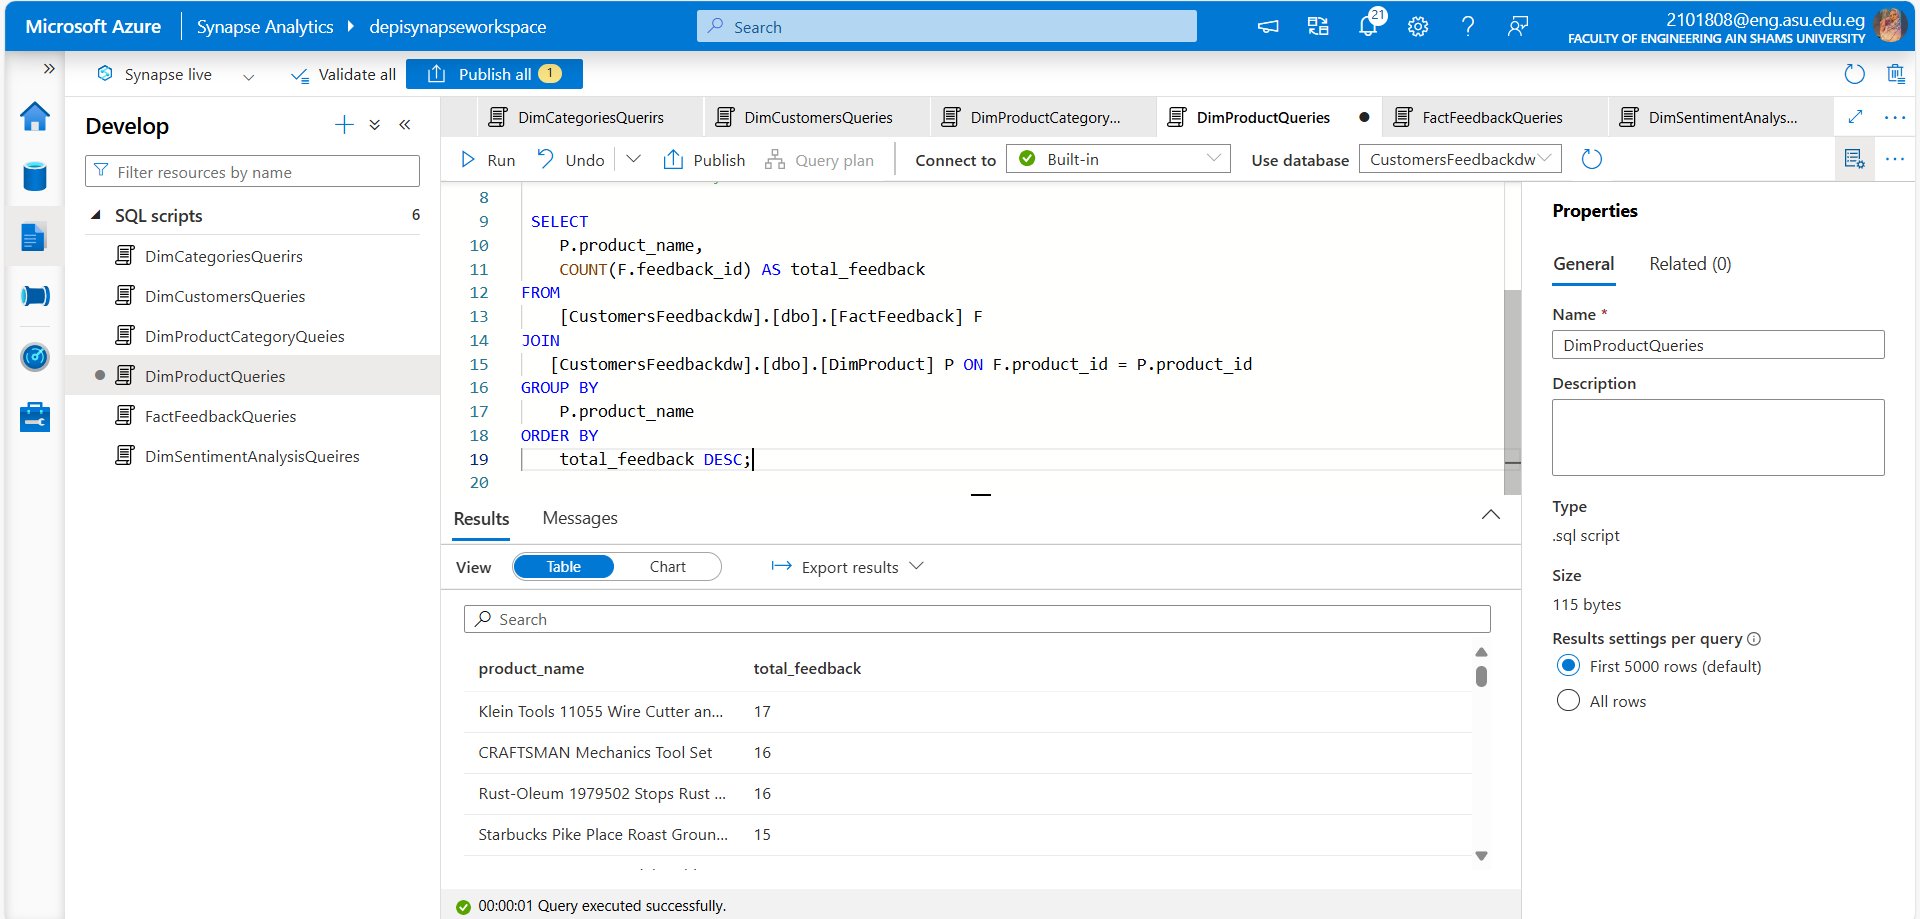 Microsoft Azure
Synapse Analytics
depisynapseworkspace
Search
21
2101808@eng.asu.edu.eg
FACULTY OF ENGINEERING AIN SHAMS UNIVERSITY
Synapse live
Validate all
Publish all 1
Develop
Filter resources by name
SQL scripts 6
DimCategoriesQuerirs
DimCustomersQueries
DimProductCategoryQueies
DimProductQueries
FactFeedbackQueries
DimSentimentAnalysisQueires
DimCategoriesQuerirs
DimCustomersQueries
DimProductCategory...
DimProductQueries
FactFeedbackQueries
DimSentimentAnalys...
Run
Undo
Publish
Query plan
Connect to
Built-in
Use database
CustomersFeedbackdw
8
9 SELECT
10 P.product_name,
11 COUNT(F.feedback_id) AS total_feedback
12 FROM
13 [CustomersFeedbackdw].[dbo].[FactFeedback] F
14 JOIN
15 [CustomersFeedbackdw].[dbo].[DimProduct] P ON F.product_id = P.product_id
16 GROUP BY
17 P.product_name
18 ORDER BY
19 total_feedback DESC;
20
Results
Messages
View
Table
Chart
Export results
Search
product_name total_feedback
Klein Tools 11055 Wire Cutter an... 17
CRAFTSMAN Mechanics Tool Set 16
Rust-Oleum 1979502 Stops Rust ... 16
Starbucks Pike Place Roast Groun... 15
00:00:01 Query executed successfully.
Properties
General
Related (0)
Name *
DimProductQueries
Description
Type
.sql script
Size
115 bytes
Results settings per query
First 5000 rows (default)
All rows